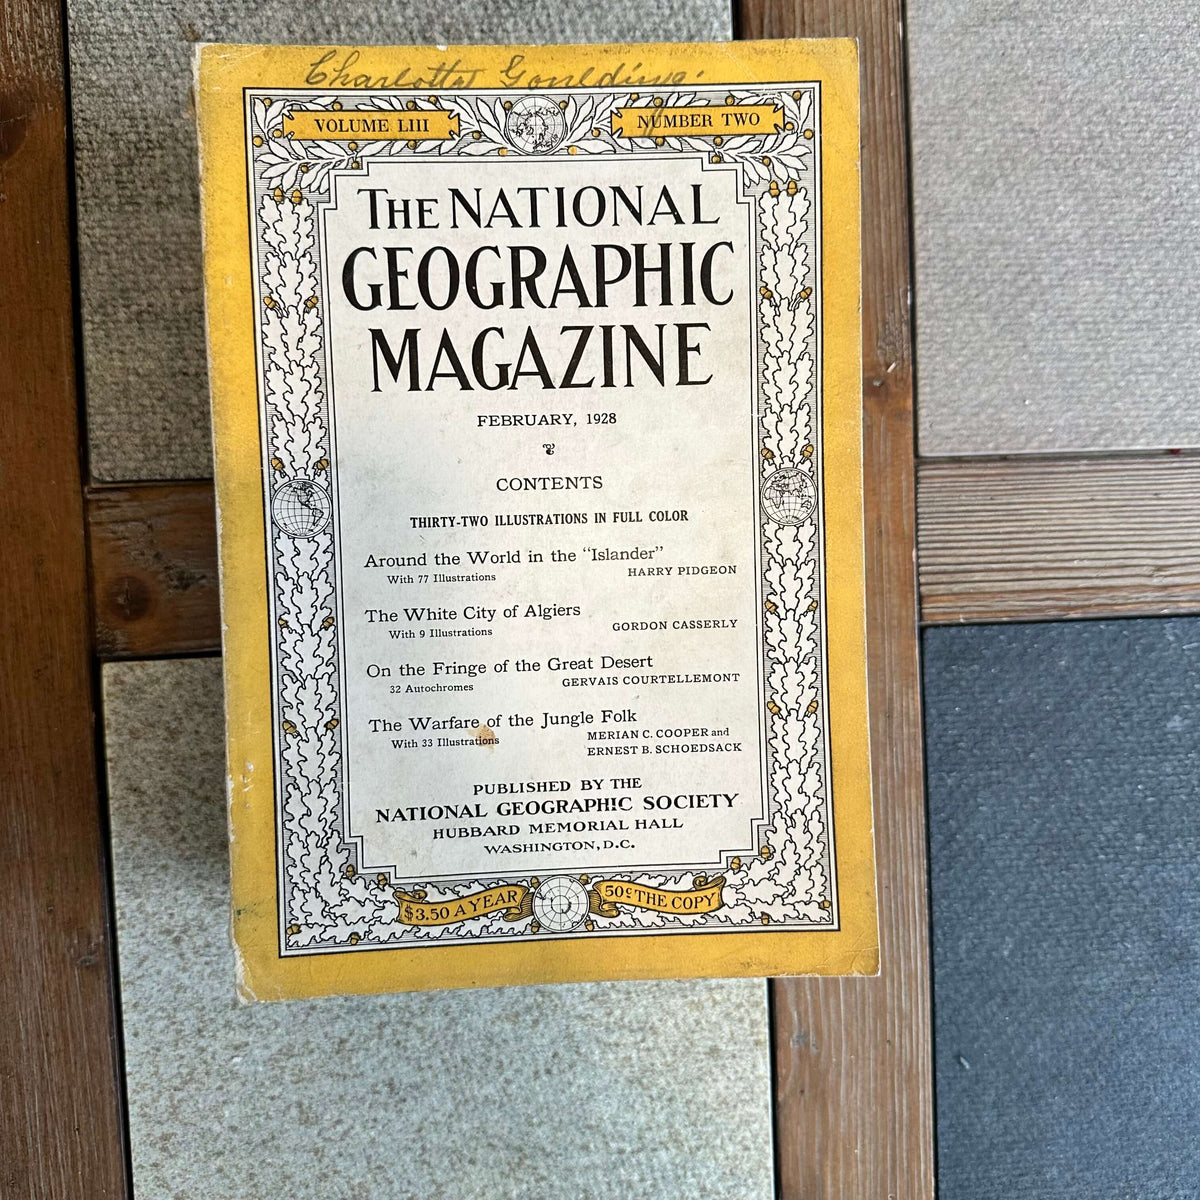 Charlotte Goulding.
VOLUME LIII
NUMBER TWO
THE NATIONAL
GEOGRAPHIC
MAGAZINE
FEBRUARY, 1928
CONTENTS
THIRTY-TWO ILLUSTRATIONS IN FULL COLOR
Around the World in the "Islander"
With 77 Illustrations HARRY PIDGEON
The White City of Algiers
With 9 Illustrations GORDON CASSERLY
On the Fringe of the Great Desert
32 Autochromes GERVAIS COURTELLEMONT
The Warfare of the Jungle Folk
With 33 Illustrations MERIAN C. COOPER and
ERNEST B. SCHOEDSACK
PUBLISHED BY THE
NATIONAL GEOGRAPHIC SOCIETY
HUBBARD MEMORIAL HALL
WASHINGTON, D.C.
$3.50 A YEAR
50¢ THE COPY